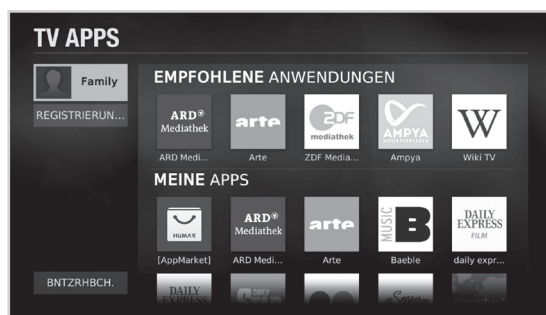 TV APPS
Family
REGISTRIERUN...
BNTZRHBCH.
EMPFOHLENE ANWENDUNGEN
ARD
Mediathek
arte
ZDF
mediathek
AMPYA
W
ARD Medi...
Arte
ZDF Media...
Ampya
Wiki TV
MEINE APPS
HUMAX
ARD
Mediathek
arte
MUSIC
B
DAILY
EXPRESS
FILM
[AppMarket]
ARD Medi...
Arte
Baeble
daily expr...
DAILY
EXPRESS
DAILY